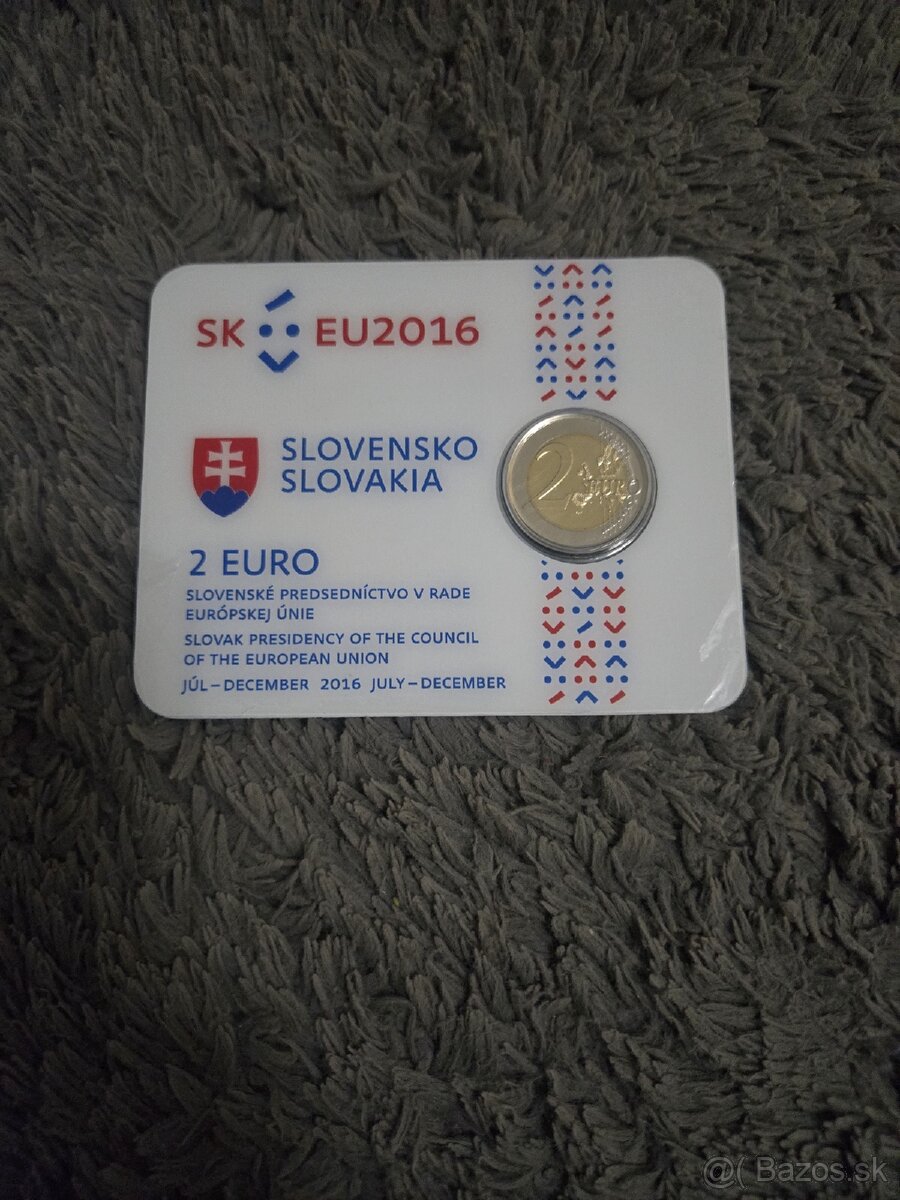 SK EU2016
SLOVENSKO
SLOVAKIA
2 EURO
2 EURO
SLOVENSKÉ PREDSEDNÍCTVO V RADE
EURÓPSKEJ ÚNIE
SLOVAK PRESIDENCY OF THE COUNCIL
OF THE EUROPEAN UNION
JÚL – DECEMBER 2016 JULY – DECEMBER
@( Bazos.sk